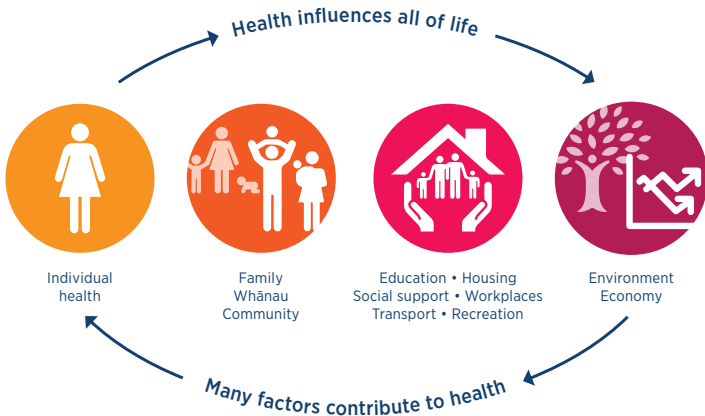 Health influences all of life
Individual
health
Family
Whānau
Community
Education • Housing
Social support • Workplaces
Transport • Recreation
Environment
Economy
Many factors contribute to health